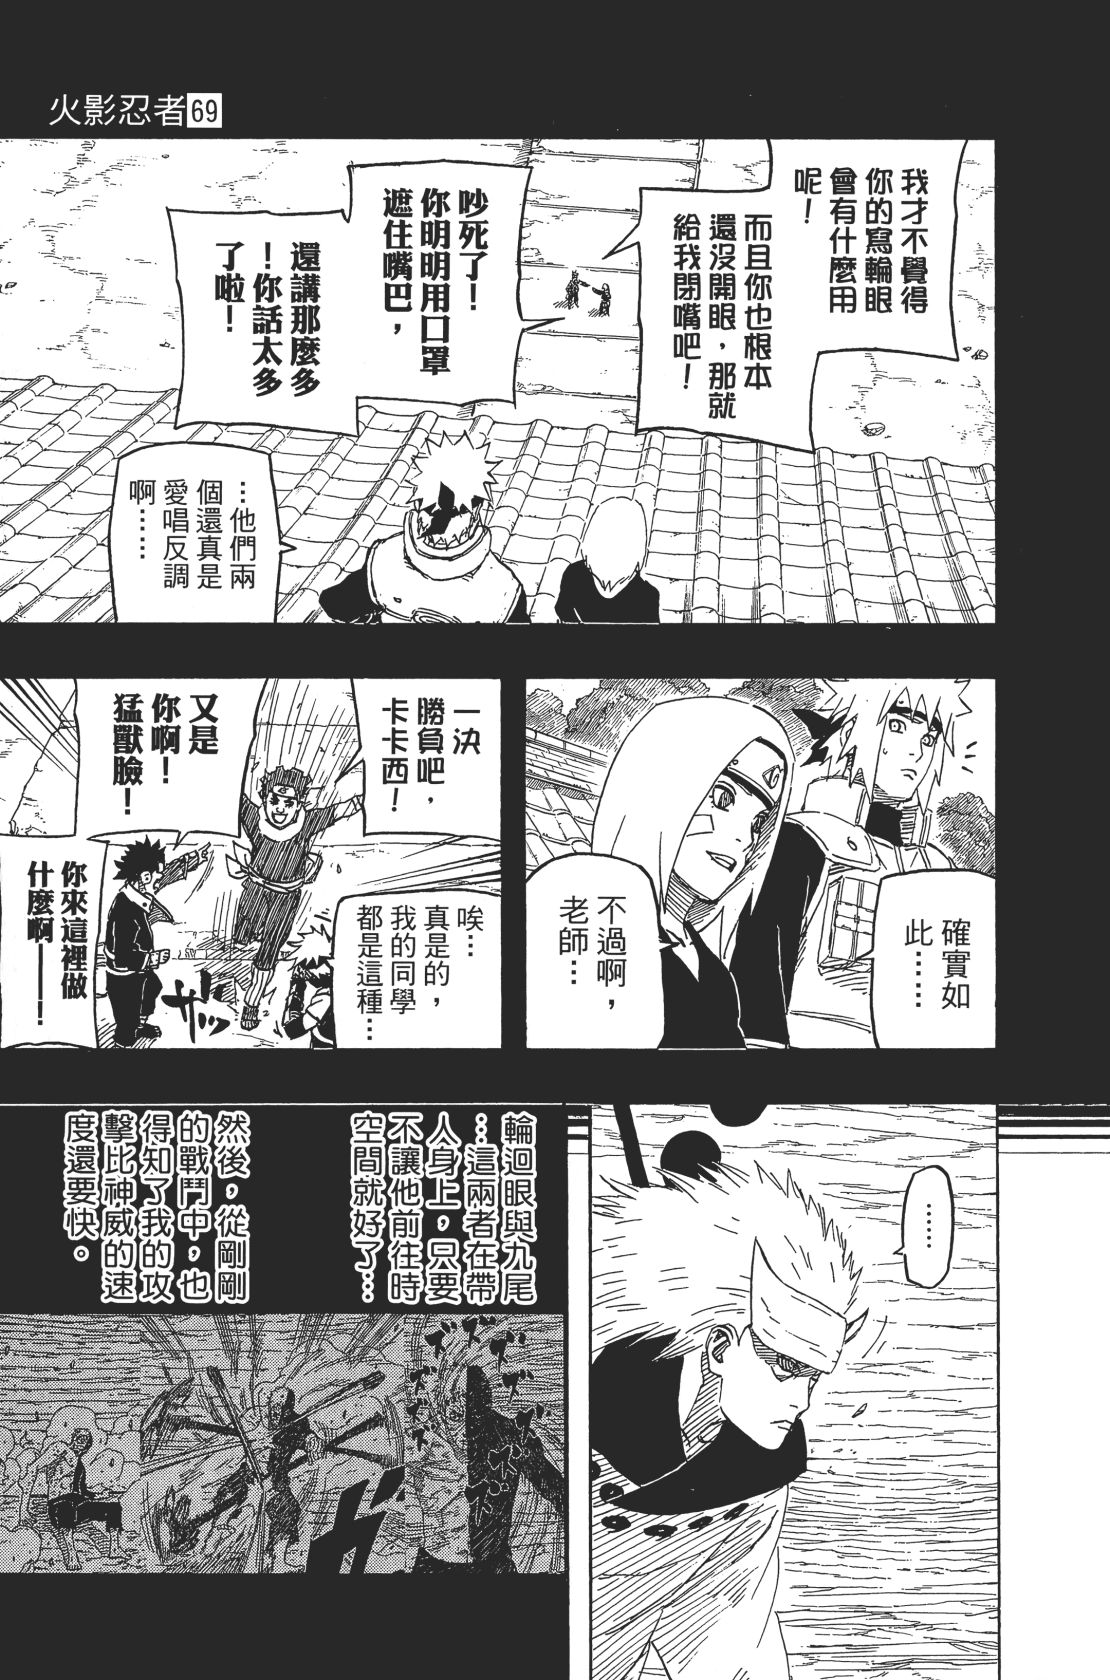 火影忍者69
我才不覺得
你的寫輪眼
會有什麼用
呢！
而且你也根本
還沒開眼，那就
給我閉嘴吧！
吵死了！
你明明用口罩
遮住嘴巴，
還講那麼多
！你話太多
了啦！
…他們兩
個還真是
愛唱反調
啊……
確實如
此……
不過啊，
老師…
一決
勝負吧，
卡卡西！
又是
你啊！
猛獸臉！
你來這裡做
什麼啊——！
唉…
真是的，
我的同學
都是這種…
ザッ
……
輪迴眼與九尾
…這兩者在帶
人身上，只要
不讓他前往時
空間就好了…
然後，從剛剛
的戰鬥中，也
得知了我的攻
擊比神威的速
度還要快。
ズズズ
ズズズ